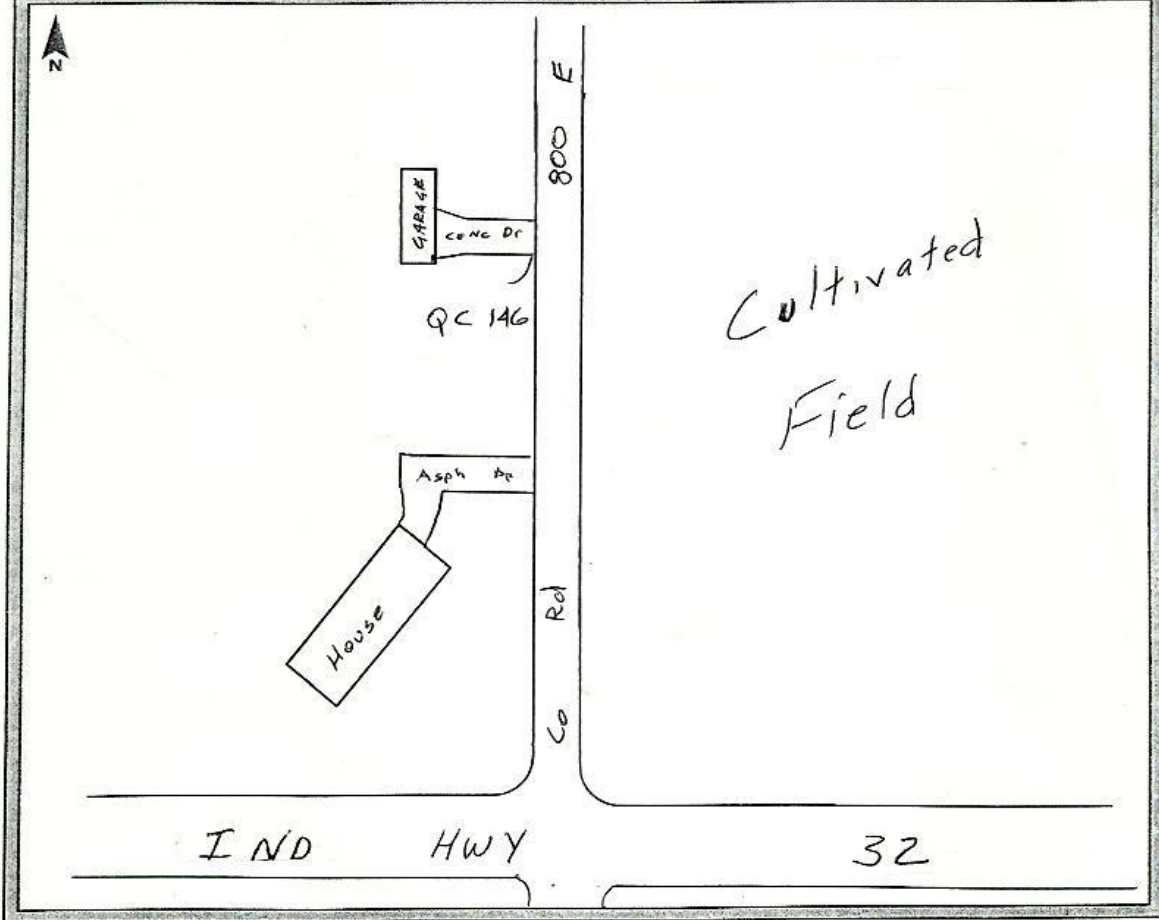 N
Co Rd 800 E
GARAGE
CONC Dr
QC 146
Cultivated
Field
Asph Dr
House
IND HWY 32